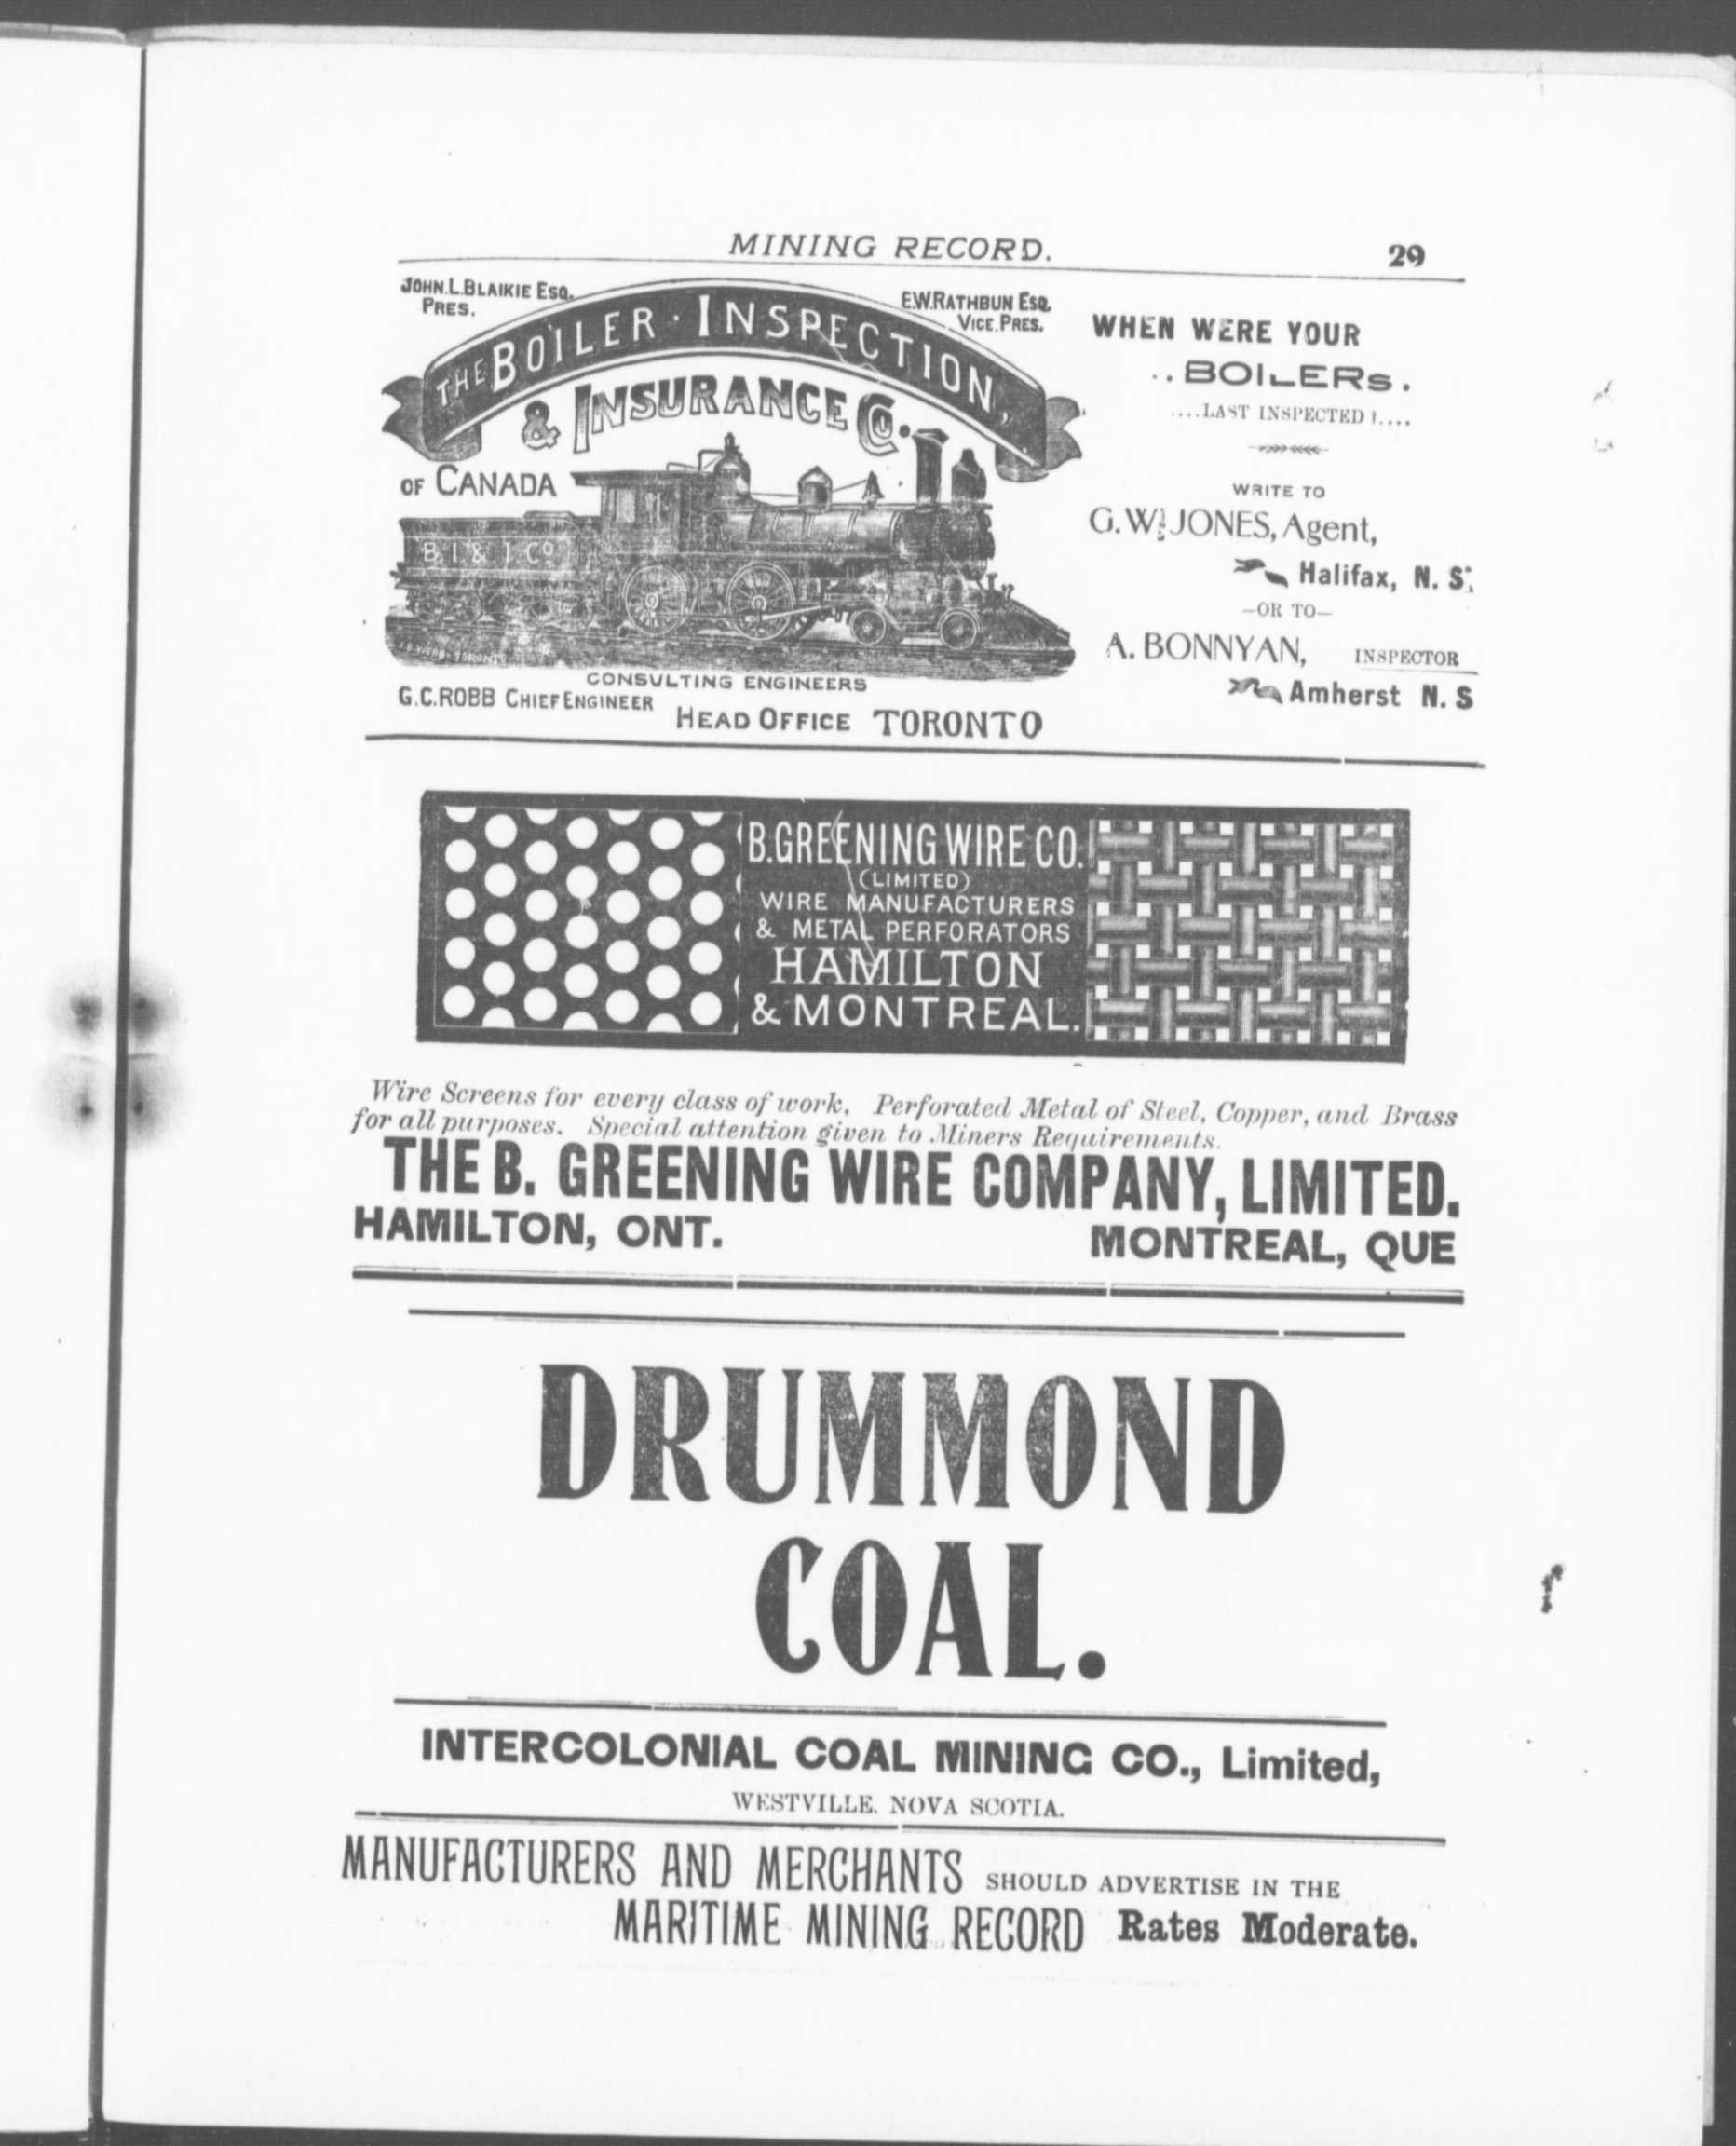 MINING RECORD.
29
JOHN.L.BLAIKIE ESQ.
PRES.
E.W.RATHBUN ESQ.
VICE.PRES.
THE BOILER · INSPECTION,
& INSURANCE CO.
OF CANADA
B. I. & I. CO
J.B.WEBB-TORONTO
CONSULTING ENGINEERS
G.C.ROBB CHIEF ENGINEER
HEAD OFFICE TORONTO
WHEN WERE YOUR
..BOILERS.
....LAST INSPECTED?....
WRITE TO
G.W. JONES, Agent,
Halifax, N. S.
—OR TO—
A. BONNYAN, INSPECTOR
Amherst N. S
B.GREENING WIRE CO.
(LIMITED)
WIRE MANUFACTURERS
& METAL PERFORATORS
HAMILTON
& MONTREAL.
Wire Screens for every class of work, Perforated Metal of Steel, Copper, and Brass
for all purposes. Special attention given to Miners Requirements.
THE B. GREENING WIRE COMPANY, LIMITED.
HAMILTON, ONT. MONTREAL, QUE
DRUMMOND
COAL.
INTERCOLONIAL COAL MINING CO., Limited,
WESTVILLE. NOVA SCOTIA.
MANUFACTURERS AND MERCHANTS SHOULD ADVERTISE IN THE
MARITIME MINING RECORD Rates Moderate.